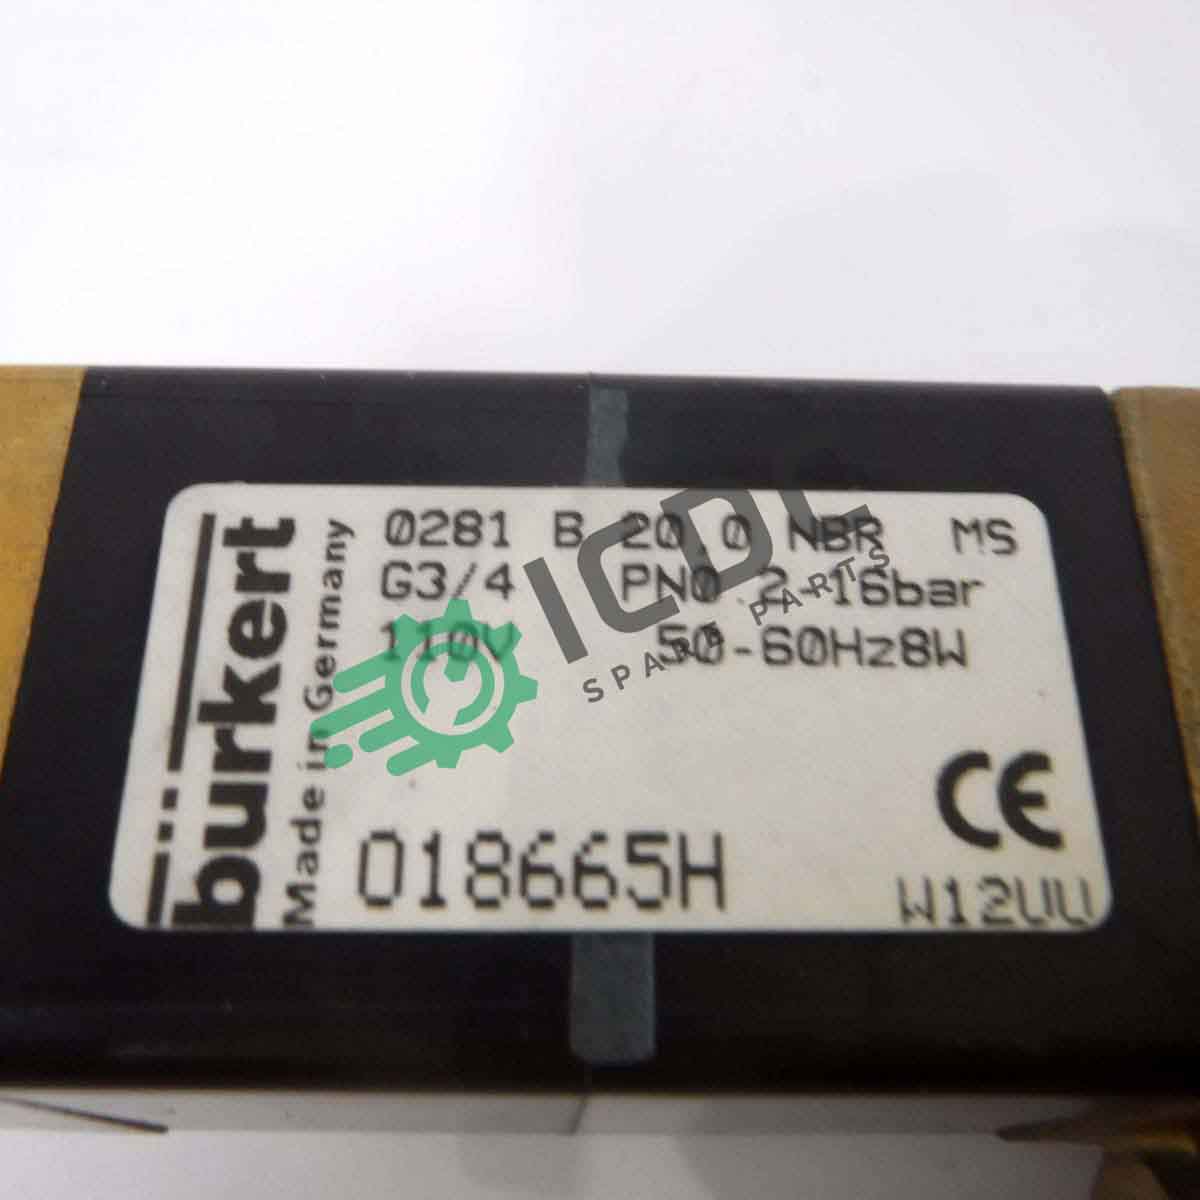 bürkert
Made in Germany
0281 B 20.0 NBR MS
G3/4 PN0 2-16bar
110V 50-60Hz8W
018665H
CE
W12UU
ICDL
SPARE PARTS